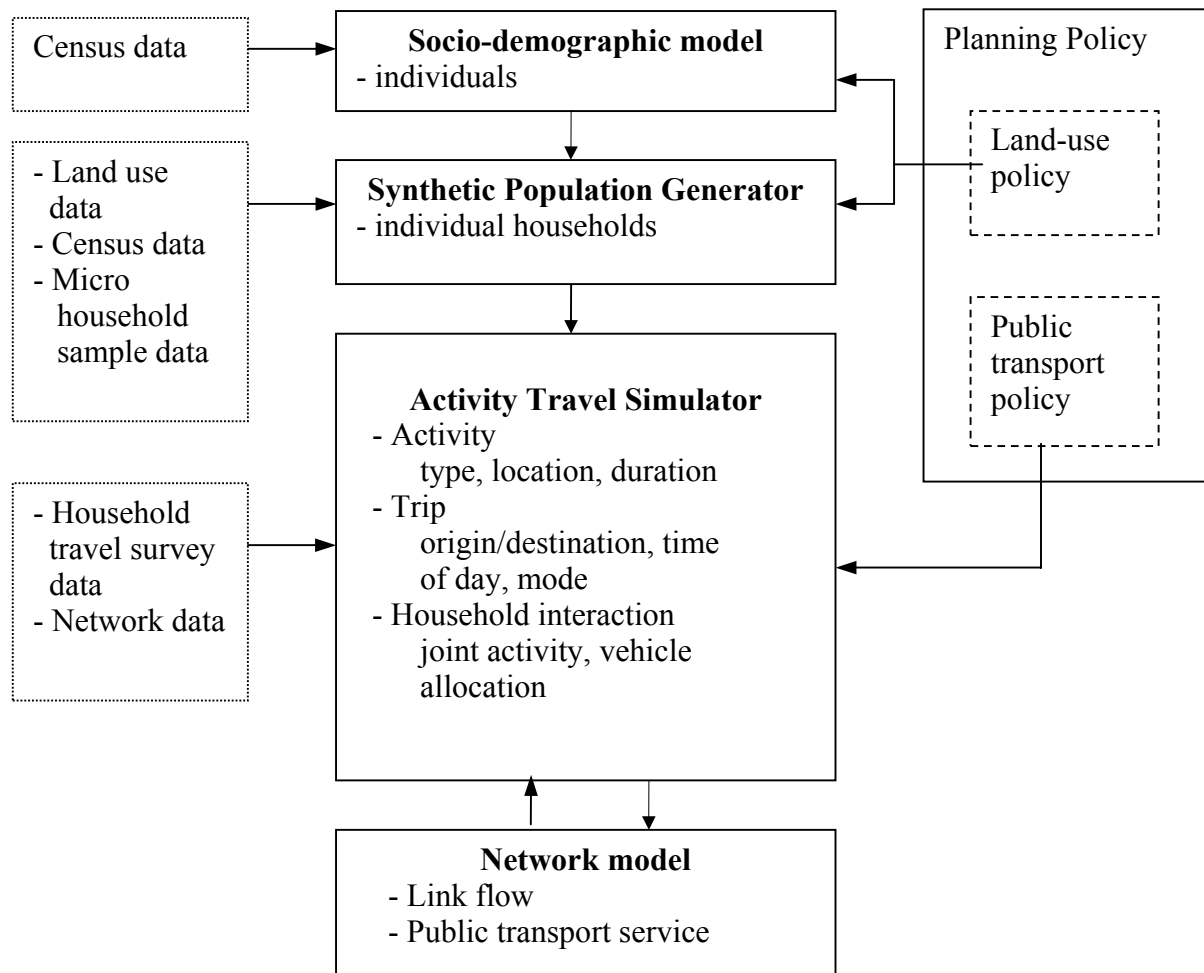 Census data
Socio-demographic model
- individuals
Planning Policy
Land-use
policy
- Land use
data
- Census data
- Micro
household
sample data
Synthetic Population Generator
- individual households
Public
transport
policy
Activity Travel Simulator
- Activity
type, location, duration
- Trip
origin/destination, time
of day, mode
- Household interaction
joint activity, vehicle
allocation
- Household
travel survey
data
- Network data
Network model
- Link flow
- Public transport service